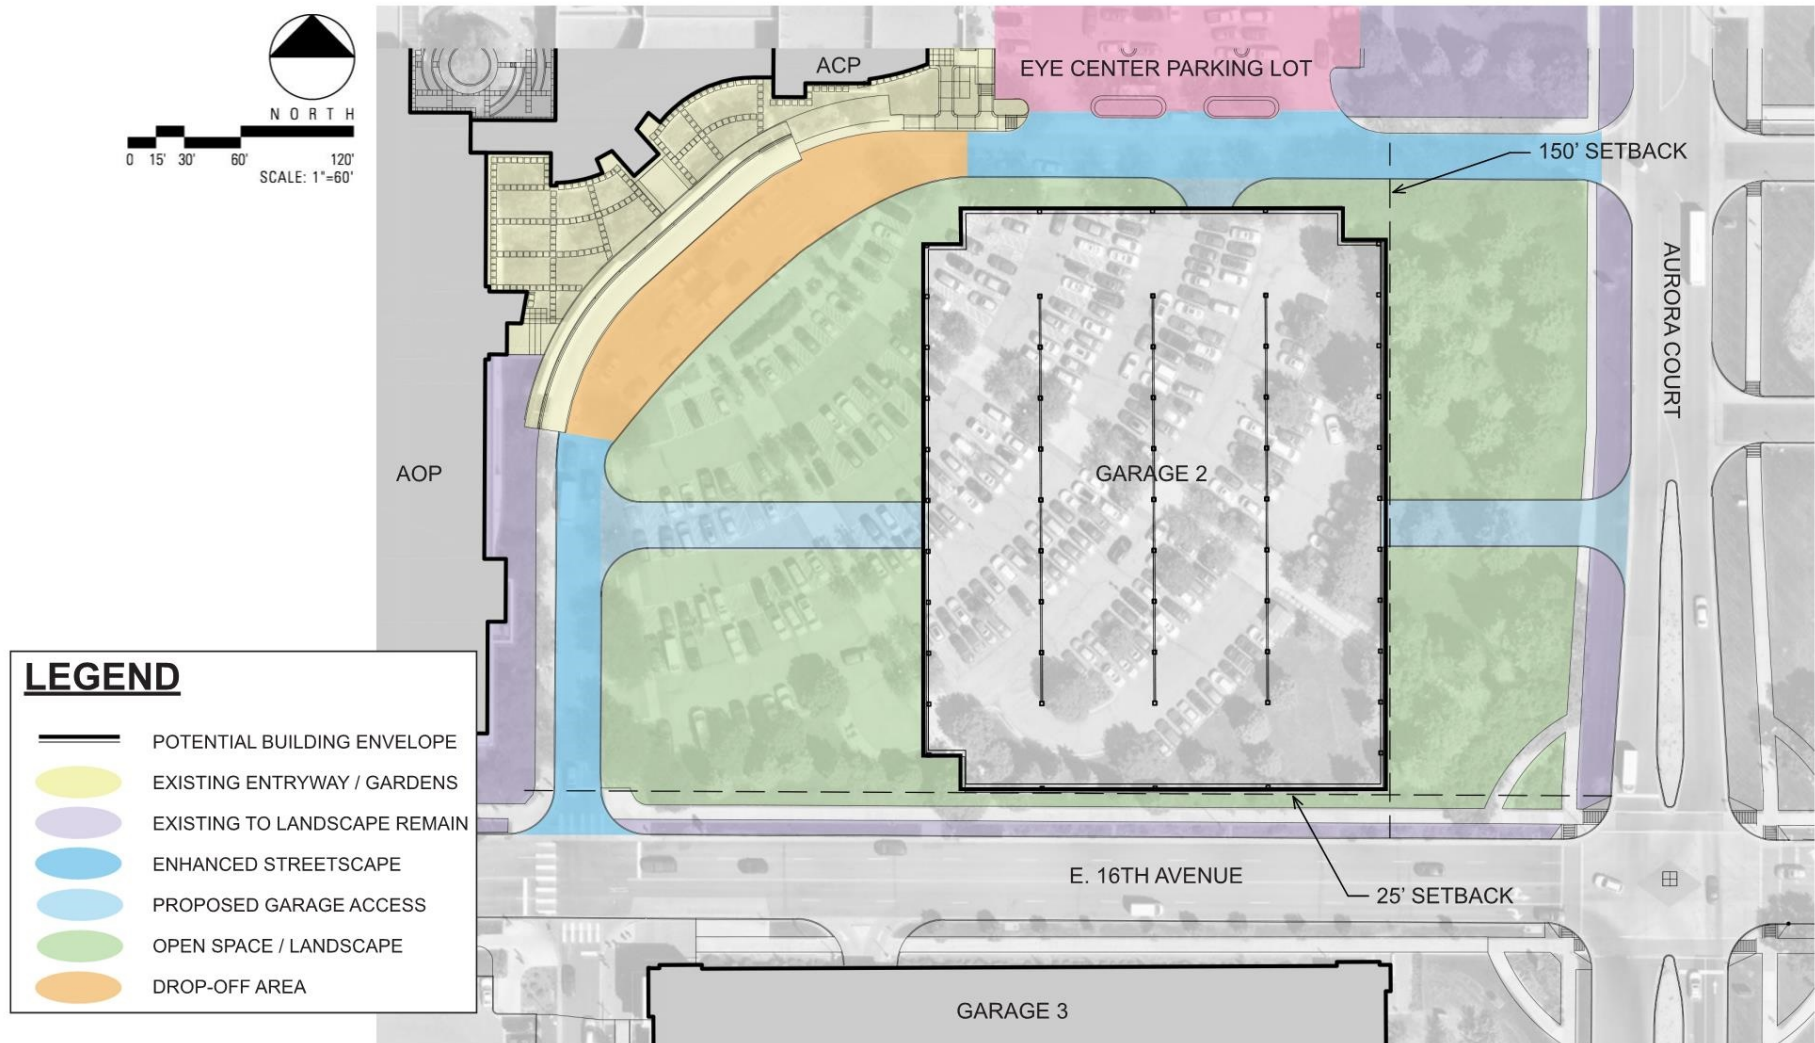 ACP
EYE CENTER PARKING LOT
NORTH
0 15' 30' 60' 120'
SCALE: 1"=60'
150' SETBACK
AURORA COURT
AOP
GARAGE 2
LEGEND
POTENTIAL BUILDING ENVELOPE
EXISTING ENTRYWAY / GARDENS
EXISTING TO LANDSCAPE REMAIN
ENHANCED STREETSCAPE
PROPOSED GARAGE ACCESS
OPEN SPACE / LANDSCAPE
DROP-OFF AREA
E. 16TH AVENUE
25' SETBACK
GARAGE 3